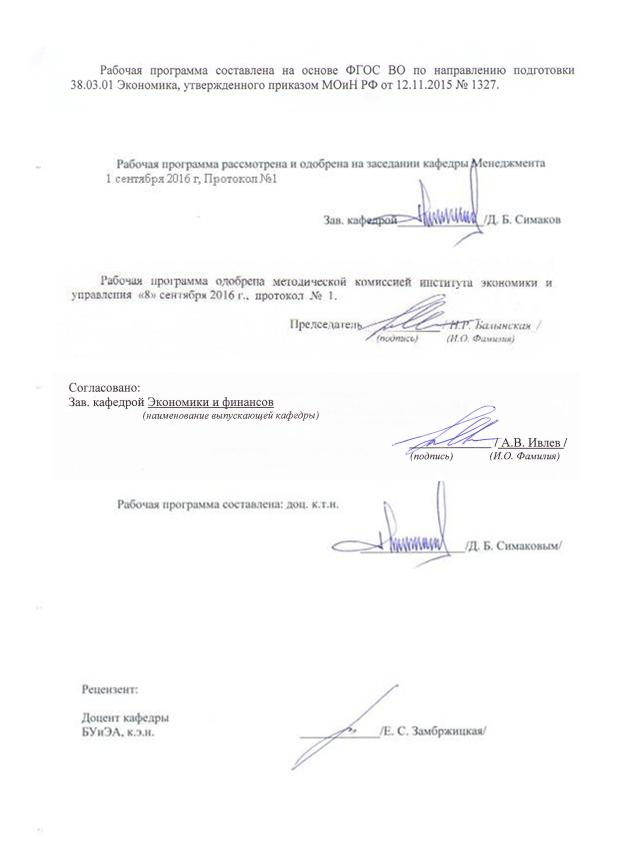 Рабочая программа составлена на основе ФГОС ВО по направлению подготовки
38.03.01 Экономика, утвержденного приказом МОиН РФ от 12.11.2015 № 1327.
Рабочая программа рассмотрена и одобрена на заседании кафедры Менеджмента
1 сентября 2016 г, Протокол №1
Зав. кафедрой /Д. Б. Симаков
Рабочая программа одобрена методической комиссией института экономики и
управления «8» сентября 2016 г., протокол № 1.
Председатель / Н.Р. Балынская /
(подпись) (И.О. Фамилия)
Согласовано:
Зав. кафедрой Экономики и финансов
(наименование выпускающей кафедры)
/ А.В. Ивлев /
(подпись) (И.О. Фамилия)
Рабочая программа составлена: доц. к.т.н.
/Д. Б. Симаковым/
Рецензент:
Доцент кафедры
БУиЭА, к.э.н. /Е. С. Замбржицкая/